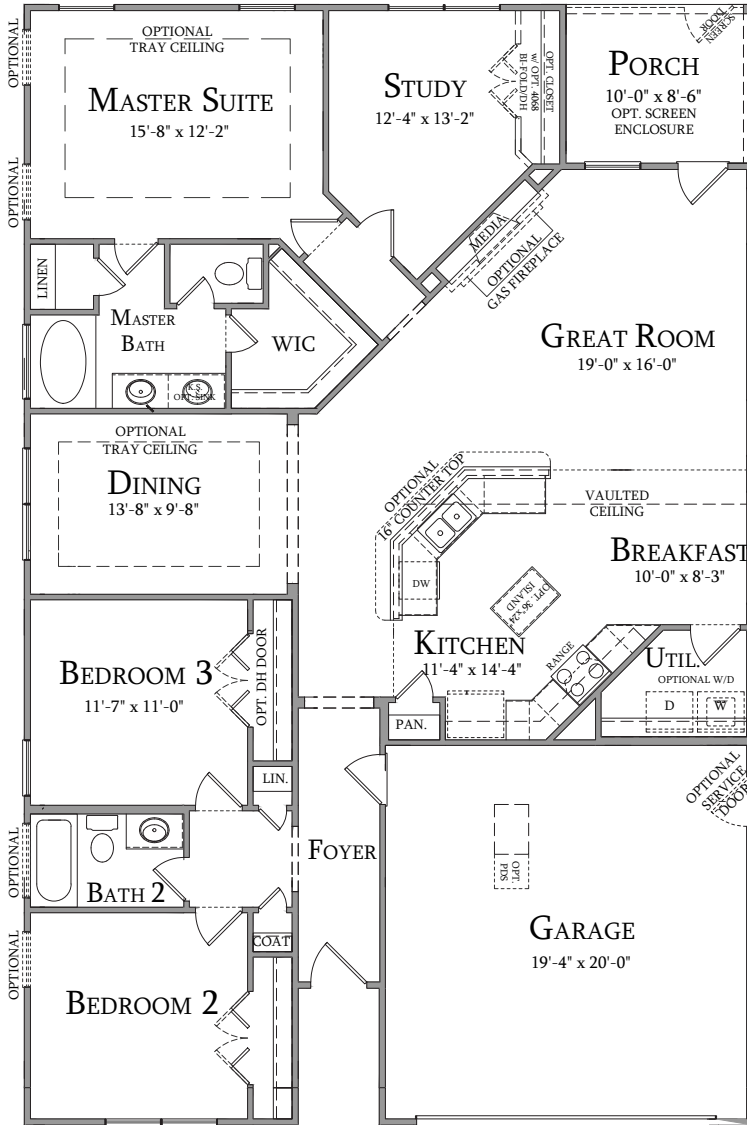 OPTIONAL
OPTIONAL
TRAY CEILING
MASTER SUITE
15'-8" x 12'-2"
OPTIONAL
STUDY
12'-4" x 13'-2"
OPT. CLOSET
w/ OPT. 4068
BI-FOLD/DH
SCREEN
DOOR
PORCH
10'-0" x 8'-6"
OPT. SCREEN
ENCLOSURE
MEDIA
OPTIONAL
GAS FIREPLACE
LINEN
MASTER
BATH
WIC
K.S.
OPT. SINK
GREAT ROOM
19'-0" x 16'-0"
OPTIONAL
TRAY CEILING
DINING
13'-8" x 9'-8"
OPTIONAL
16" COUNTER TOP
VAULTED
CEILING
BREAKFAST
10'-0" x 8'-3"
DW
OPT. 36"x24"
ISLAND
KITCHEN
11'-4" x 14'-4"
RANGE
UTIL.
OPTIONAL W/D
D
W
PAN.
BEDROOM 3
11'-7" x 11'-0"
OPT. DH DOOR
LIN.
OPTIONAL
SERVICE
DOOR
OPTIONAL
BATH 2
FOYER
OPT.
PDS
COAT
OPTIONAL
BEDROOM 2
GARAGE
19'-4" x 20'-0"